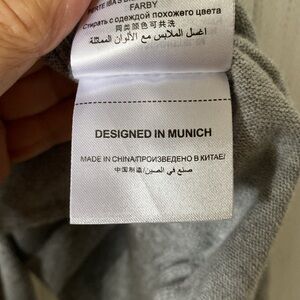 FARBY
Стирать с одеждой похожего цвета
同类颜色可共洗
اغسل الملابس مع الألوان المماثلة
DESIGNED IN MUNICH
MADE IN CHINA/ПРОИЗВЕДЕНО В КИТАЕ/
中国制造/ صنع في الصين